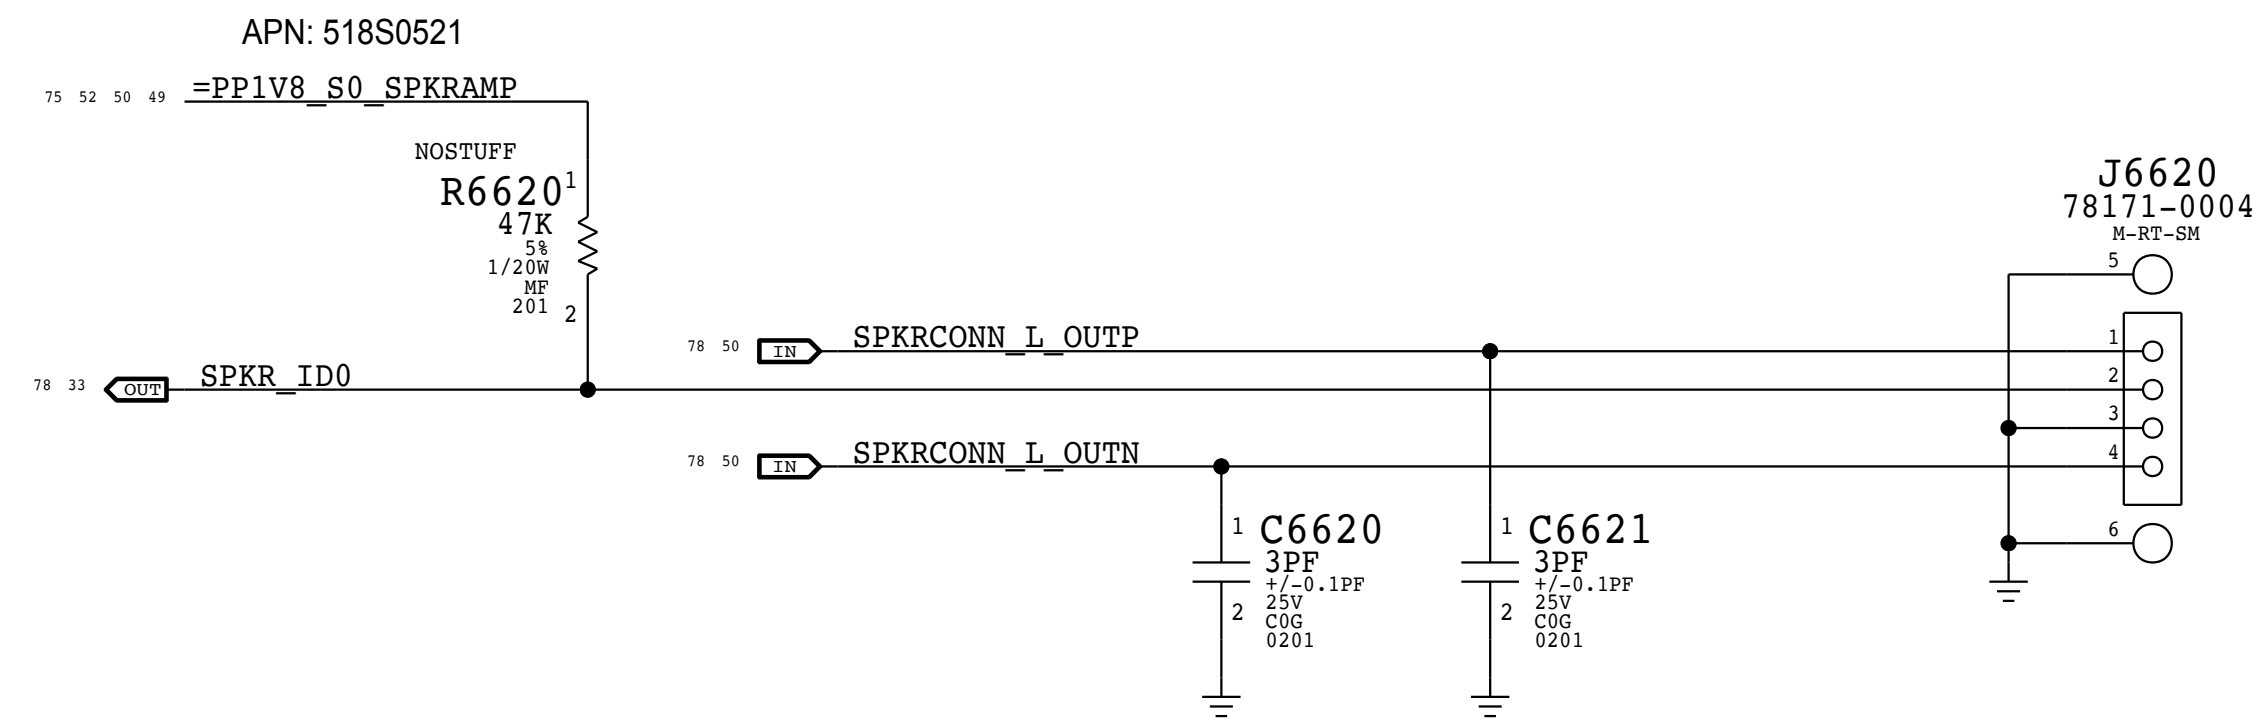 APN: 518S0521
75 52 50 49 =PP1V8_S0_SPKRAMP
NOSTUFF
R6620
1
47K
5%
1/20W
MF
201
2
J6620
78171-0004
M-RT-SM
5
78 50 IN SPKRCONN_L_OUTP
1
78 33 OUT SPKR_ID0
2
3
78 50 IN SPKRCONN_L_OUTN
4
6
1 C6620
3PF
+/-0.1PF
25V
C0G
0201
2
1 C6621
3PF
+/-0.1PF
25V
C0G
0201
2